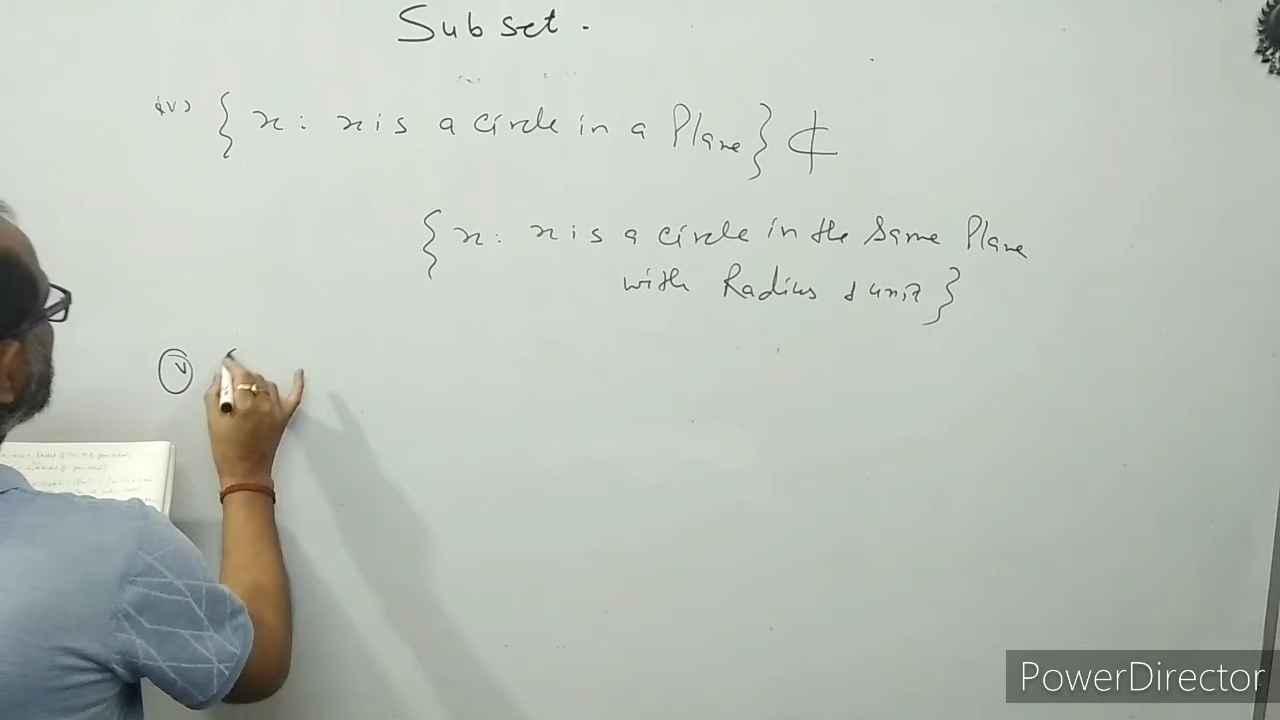 Subset.
(iv) {x: x is a circle in a Plane} ⊄
{x: x is a circle in the Same Plane
with Radius 1 unit}
(v) {
PowerDirector